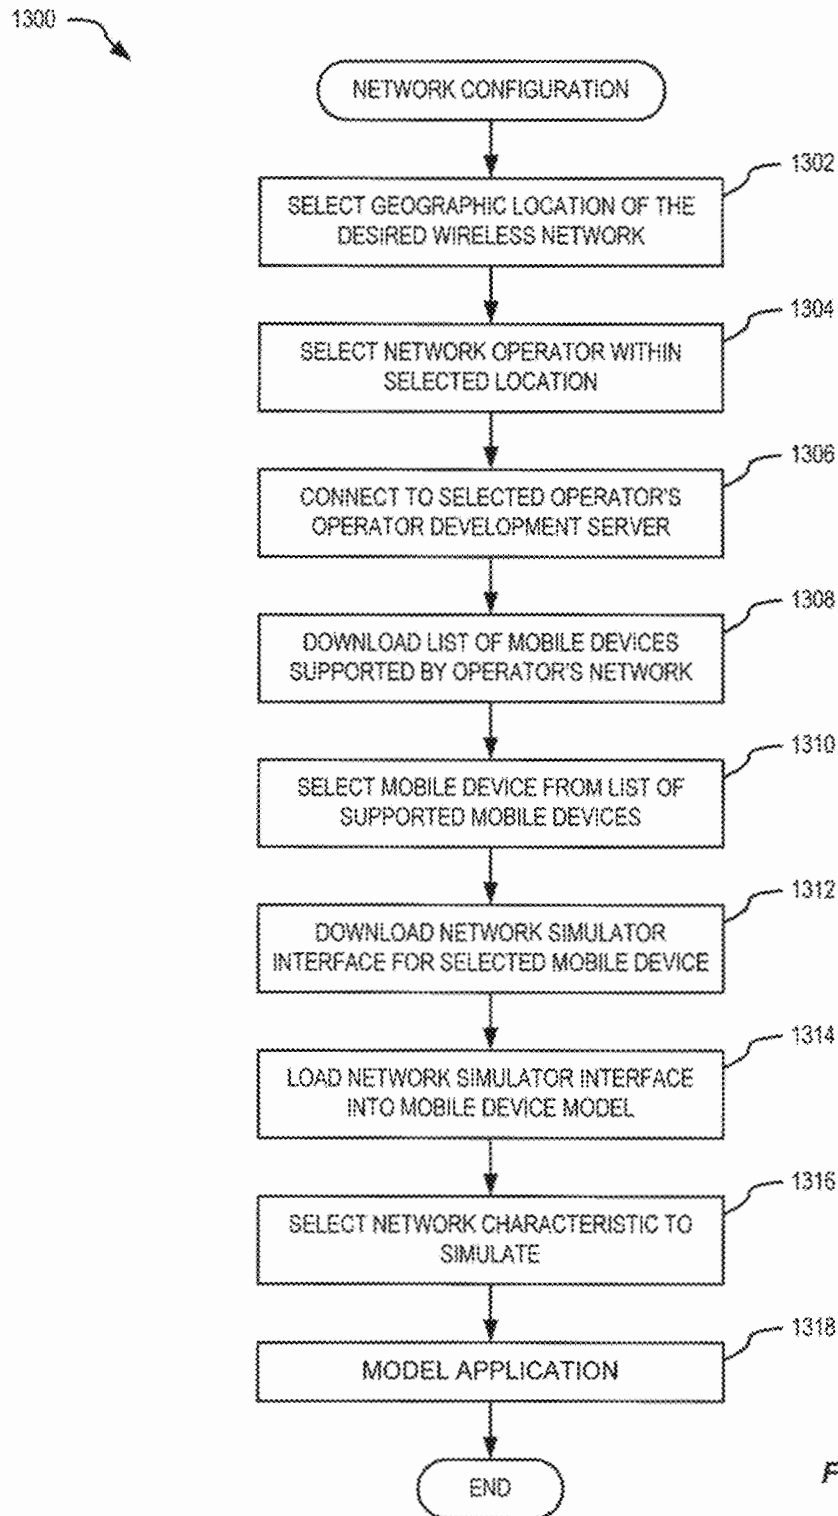 1300
NETWORK CONFIGURATION
1302
SELECT GEOGRAPHIC LOCATION OF THE
DESIRED WIRELESS NETWORK
1304
SELECT NETWORK OPERATOR WITHIN
SELECTED LOCATION
1306
CONNECT TO SELECTED OPERATOR'S
OPERATOR DEVELOPMENT SERVER
1308
DOWNLOAD LIST OF MOBILE DEVICES
SUPPORTED BY OPERATOR'S NETWORK
1310
SELECT MOBILE DEVICE FROM LIST OF
SUPPORTED MOBILE DEVICES
1312
DOWNLOAD NETWORK SIMULATOR
INTERFACE FOR SELECTED MOBILE DEVICE
1314
LOAD NETWORK SIMULATOR INTERFACE
INTO MOBILE DEVICE MODEL
1316
SELECT NETWORK CHARACTERISTIC TO
SIMULATE
1318
MODEL APPLICATION
END